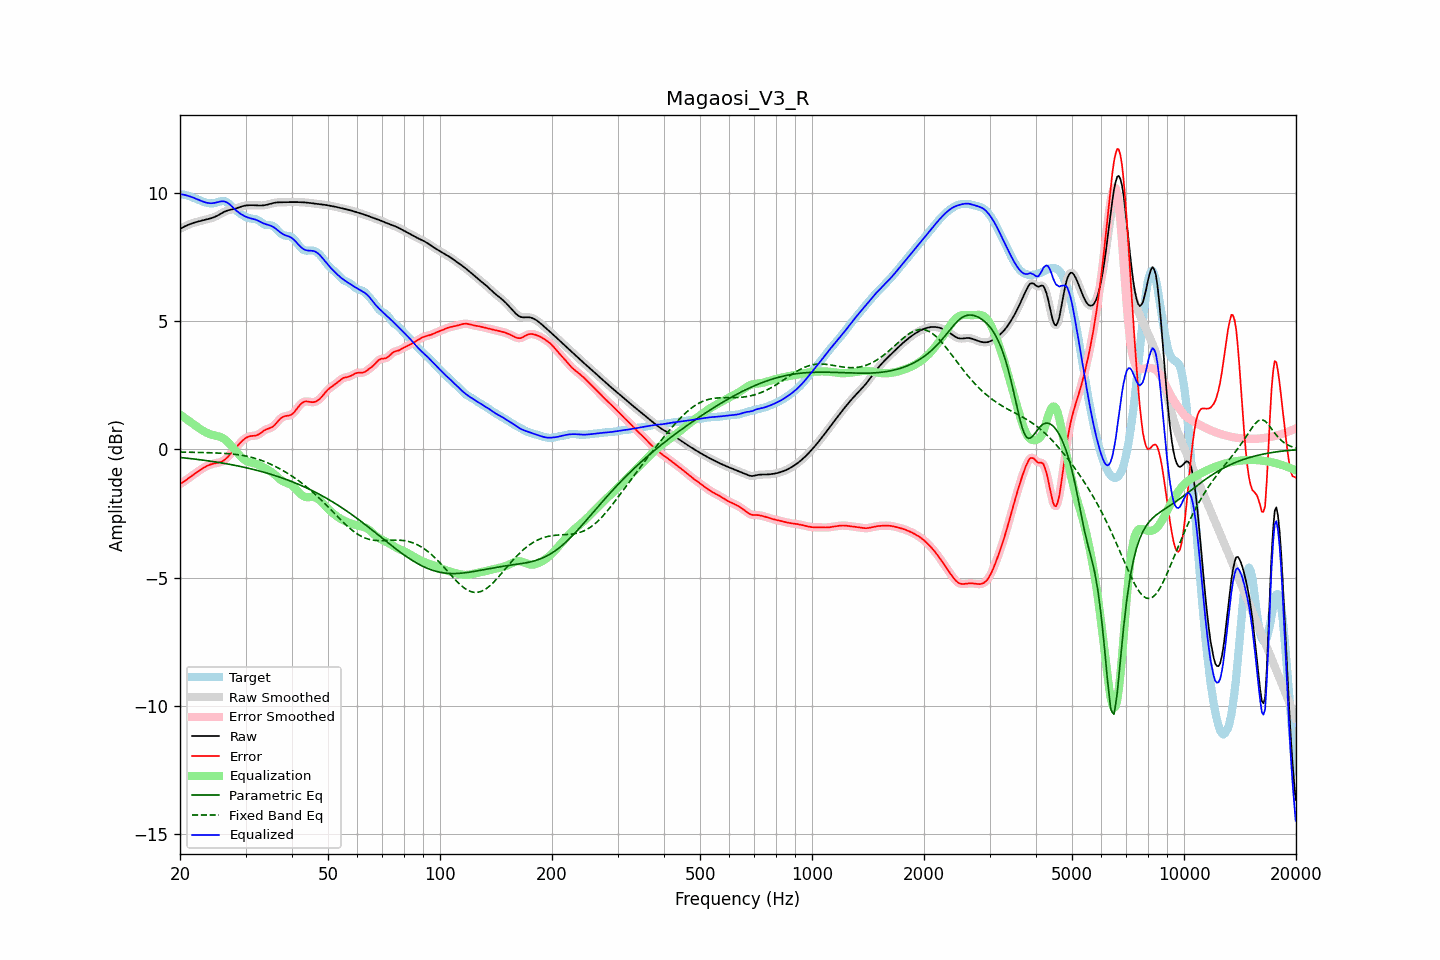 Magaosi_V3_R
Amplitude (dBr)
10
5
0
−5
−10
−15
Target
Raw Smoothed
Error Smoothed
Raw
Error
Equalization
Parametric Eq
Fixed Band Eq
Equalized
20 50 100 200 500 1000 2000 5000 10000 20000
Frequency (Hz)